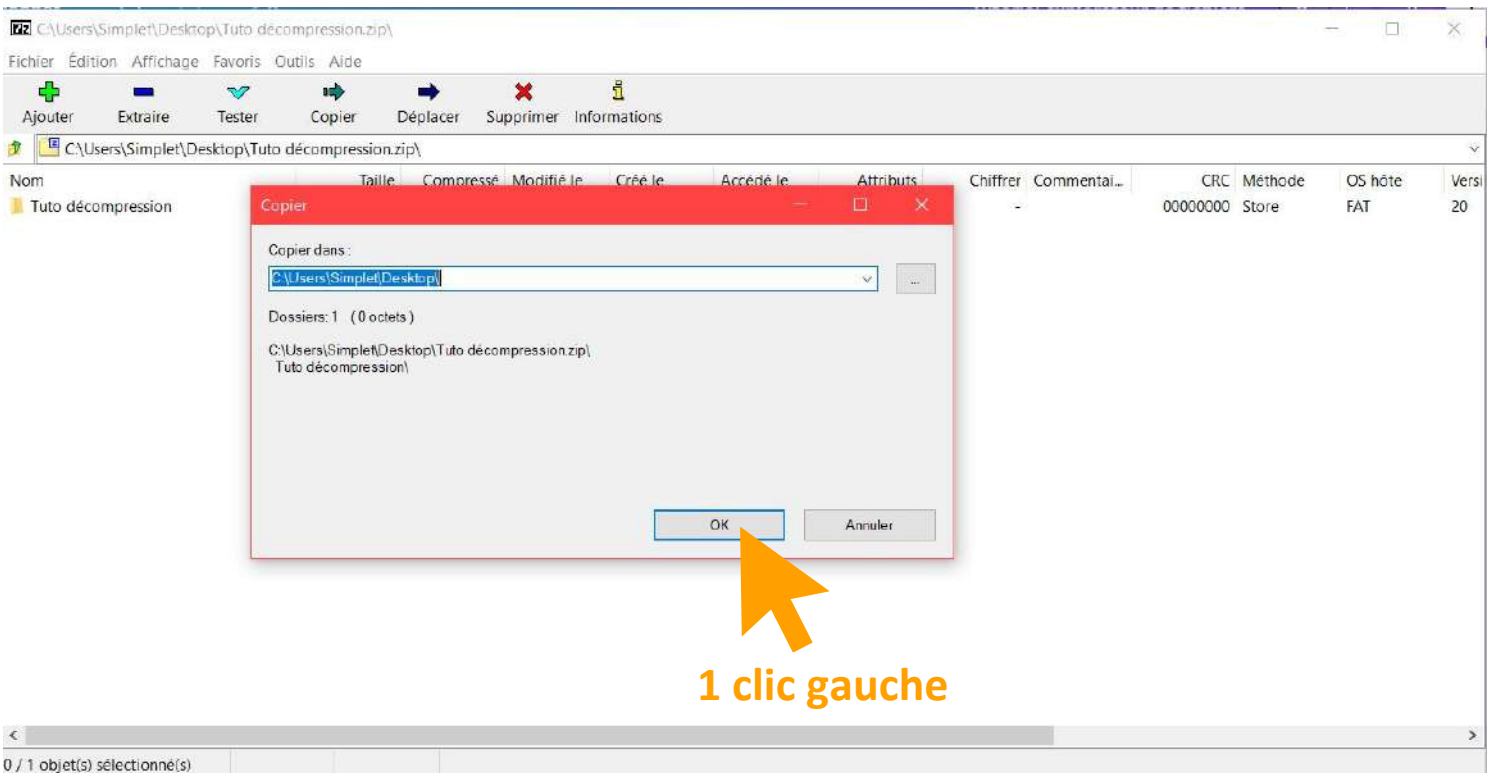 C:\Users\Simplet\Desktop\Tuto décompression.zip\
Fichier Édition Affichage Favoris Outils Aide
Ajouter Extraire Tester Copier Déplacer Supprimer Informations
C:\Users\Simplet\Desktop\Tuto décompression.zip\
Nom Taille Compressé Modifié le Créé le Accédé le Attributs Chiffrer Commentai... CRC Méthode OS hôte Versi
Tuto décompression - 00000000 Store FAT 20
Copier
Copier dans :
C:\Users\Simplet\Desktop\
...
Dossiers: 1 ( 0 octets )
C:\Users\Simplet\Desktop\Tuto décompression.zip\
Tuto décompression\
OK Annuler
1 clic gauche
0 / 1 objet(s) sélectionné(s)